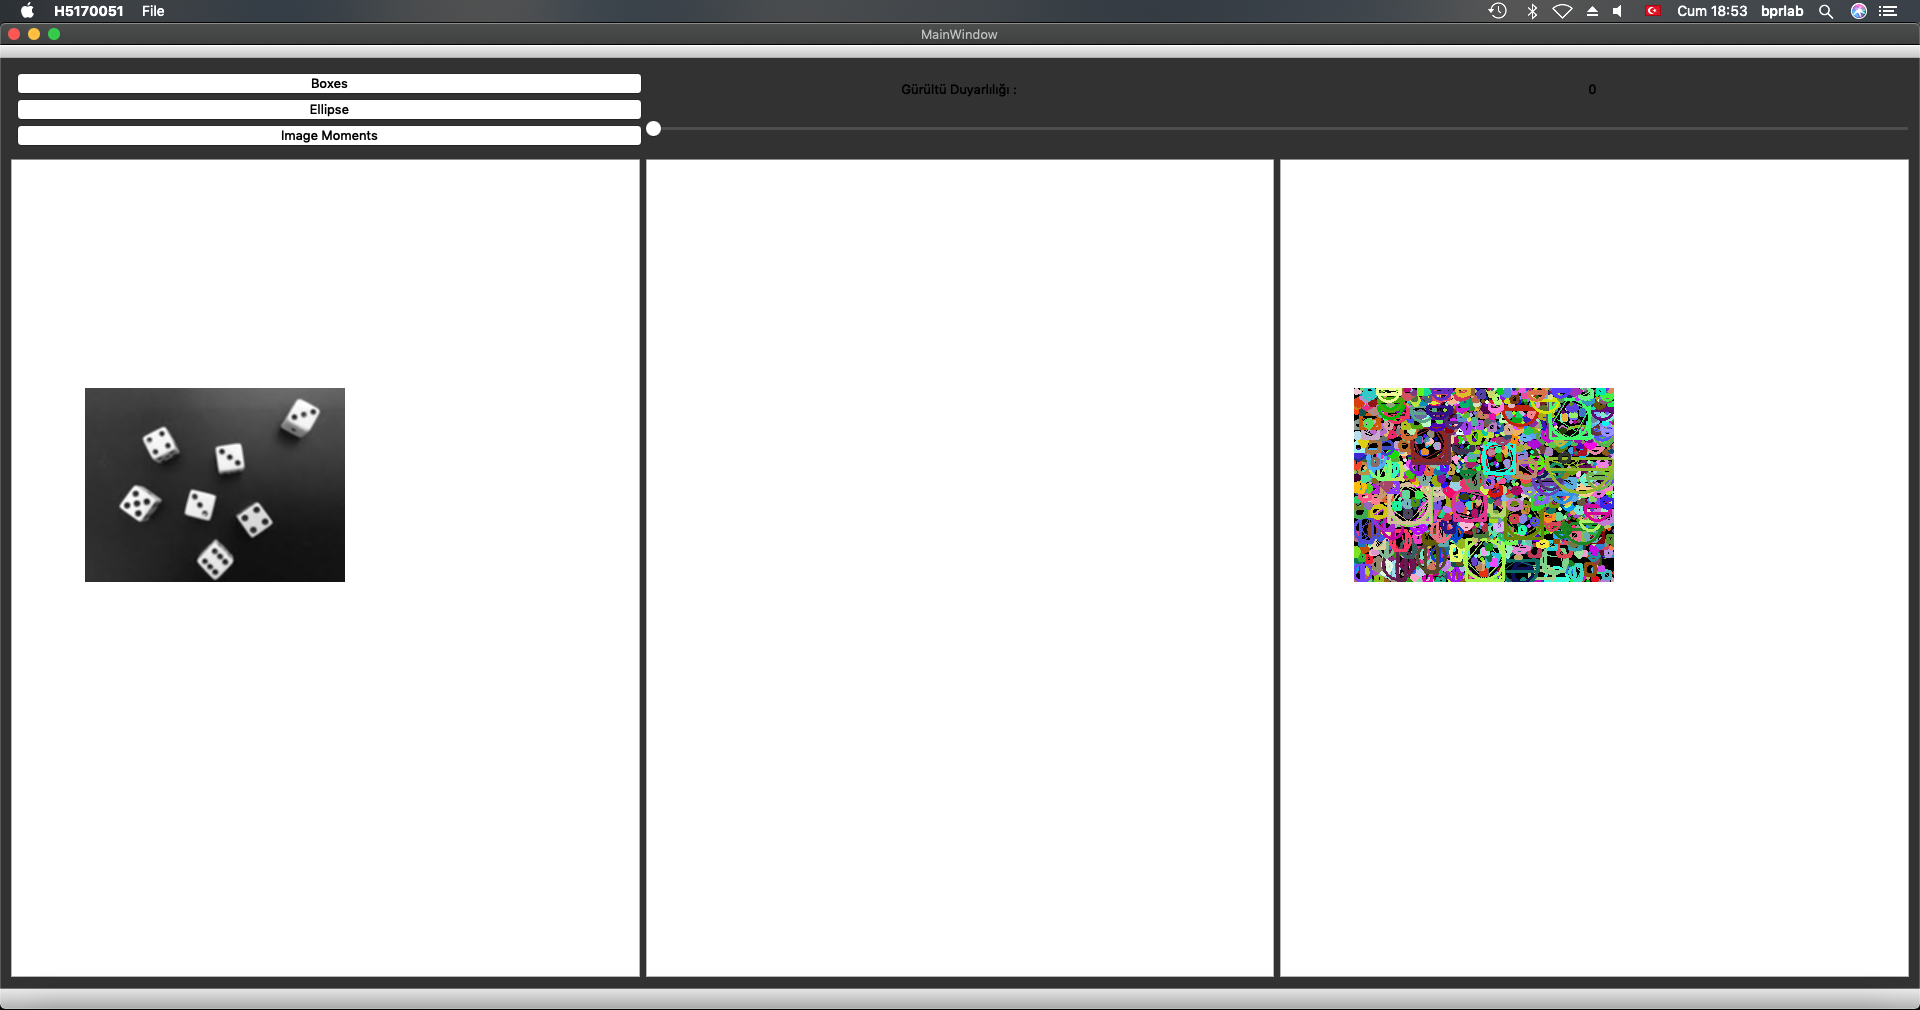 H5170051 File Cum 18:53 bprlab
MainWindow
Boxes
Ellipse
Image Moments
Gürültü Duyarlılığı : 0